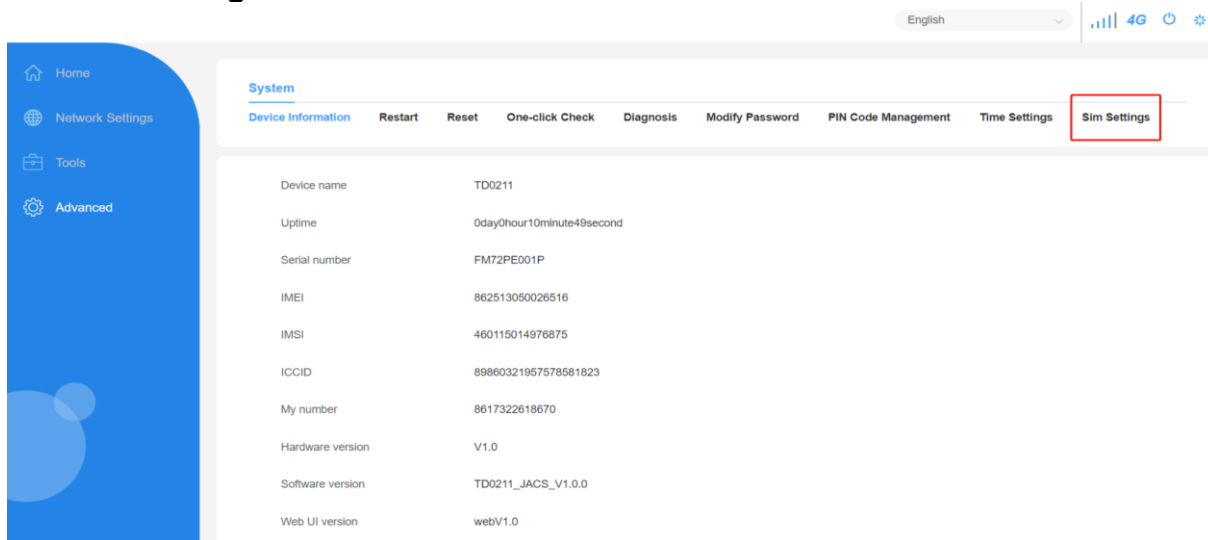 English 4G
Home
Network Settings
Tools
Advanced
System
Device Information Restart Reset One-click Check Diagnosis Modify Password PIN Code Management Time Settings Sim Settings
Device name TD0211
Uptime 0day0hour10minute49second
Serial number FM72PE001P
IMEI 862513050026516
IMSI 460115014976875
ICCID 89860321957578581823
My number 8617322618670
Hardware version V1.0
Software version TD0211_JACS_V1.0.0
Web UI version webV1.0